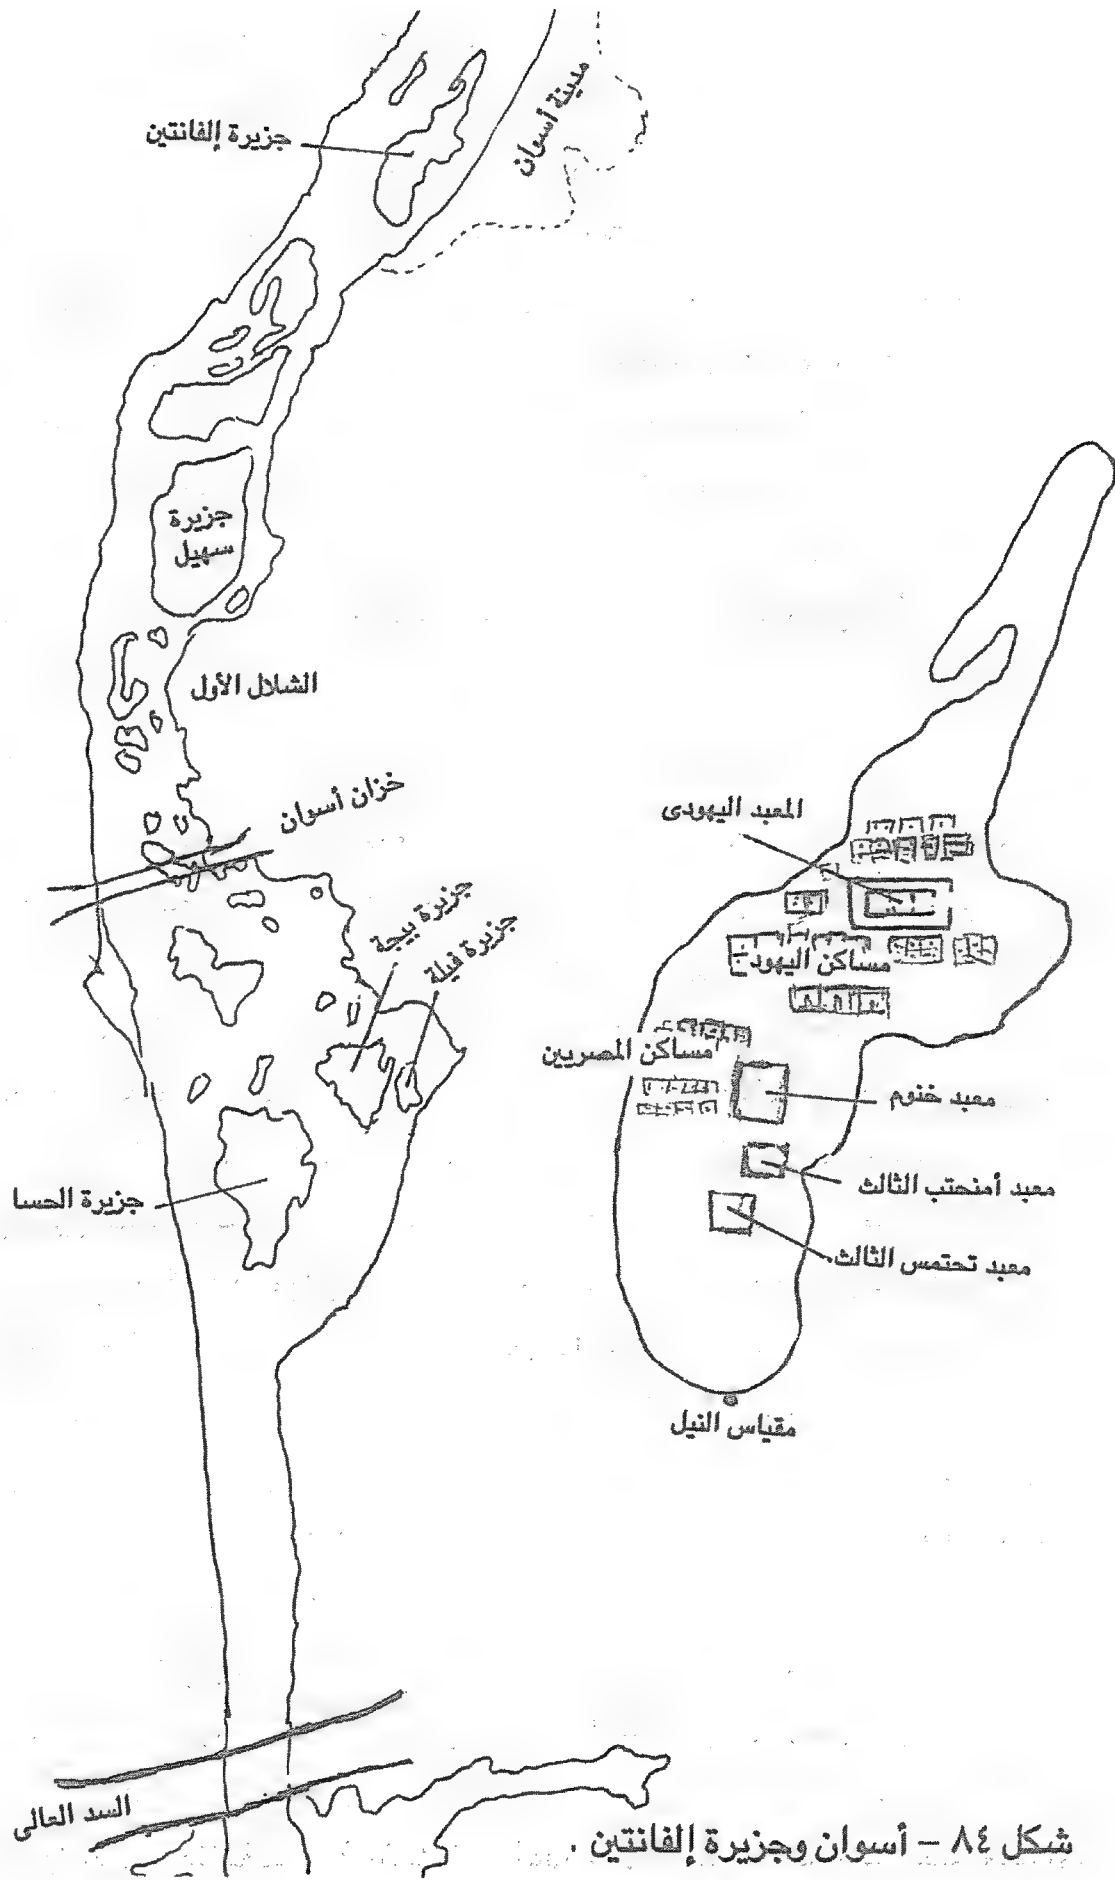 مدينة أسوان
جزيرة إلفانتين
جزيرة
سهيل
الشلال الأول
خزان أسوان
جزيرة بيجة
جزيرة فيلة
جزيرة الحسا
السد العالى
المعبد اليهودى
مساكن اليهود
مساكن المصريين
معبد خنوم
معبد أمنحتب الثالث
معبد تحتمس الثالث
مقياس النيل
شكل ٨٤ – أسوان وجزيرة إلفانتين .